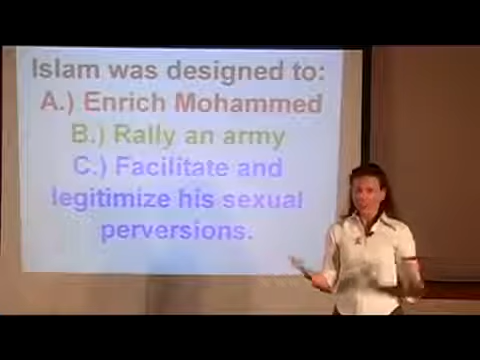 Islam was designed to:
A.) Enrich Mohammed
B.) Rally an army
C.) Facilitate and
legitimize his sexual
perversions.